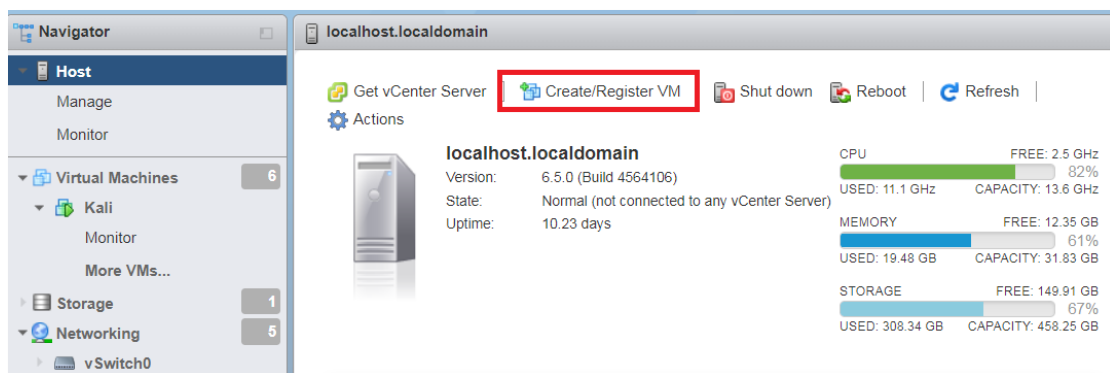 Navigator
Host
Manage
Monitor
Virtual Machines 6
Kali
Monitor
More VMs...
Storage 1
Networking 5
vSwitch0
localhost.localdomain
Get vCenter Server Create/Register VM Shut down Reboot Refresh
Actions
localhost.localdomain
Version: 6.5.0 (Build 4564106)
State: Normal (not connected to any vCenter Server)
Uptime: 10.23 days
CPU FREE: 2.5 GHz
82%
USED: 11.1 GHz CAPACITY: 13.6 GHz
MEMORY FREE: 12.35 GB
61%
USED: 19.48 GB CAPACITY: 31.83 GB
STORAGE FREE: 149.91 GB
67%
USED: 308.34 GB CAPACITY: 458.25 GB